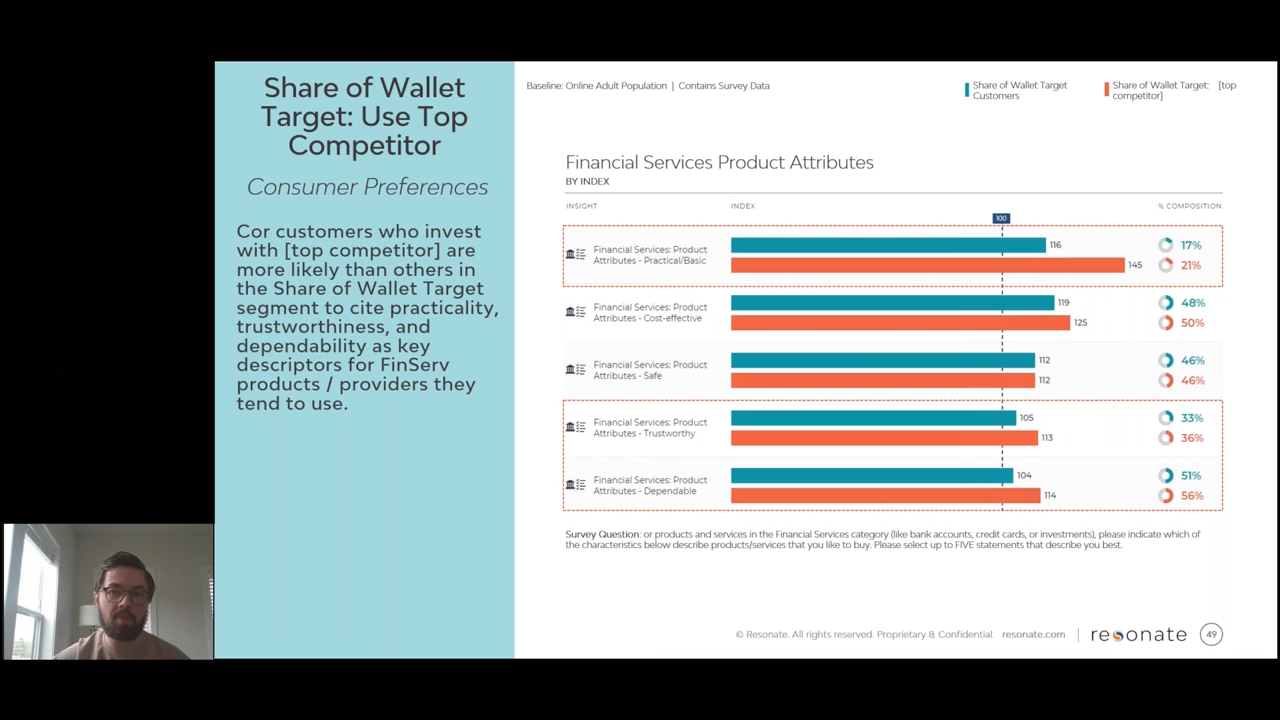 Share of Wallet
Target: Use Top
Competitor
Consumer Preferences
Cor customers who invest
with [top competitor] are
more likely than others in
the Share of Wallet Target
segment to cite practicality,
trustworthiness, and
dependability as key
descriptors for FinServ
products / providers they
tend to use.
Baseline: Online Adult Population | Contains Survey Data
Share of Wallet Target
Customers
Share of Wallet Target: [top
competitor]
Financial Services Product Attributes
BY INDEX
INSIGHT INDEX % COMPOSITION
100
Financial Services: Product
Attributes - Practical/Basic
116 17%
145 21%
Financial Services: Product
Attributes - Cost-effective
119 48%
125 50%
Financial Services: Product
Attributes - Safe
112 46%
112 46%
Financial Services: Product
Attributes - Trustworthy
105 33%
113 36%
Financial Services: Product
Attributes - Dependable
104 51%
114 56%
Survey Question: or products and services in the Financial Services category (like bank accounts, credit cards, or investments), please indicate which of
the characteristics below describe products/services that you like to buy. Please select up to FIVE statements that describe you best.
© Resonate. All rights reserved. Proprietary & Confidential resonate.com | resonate 49